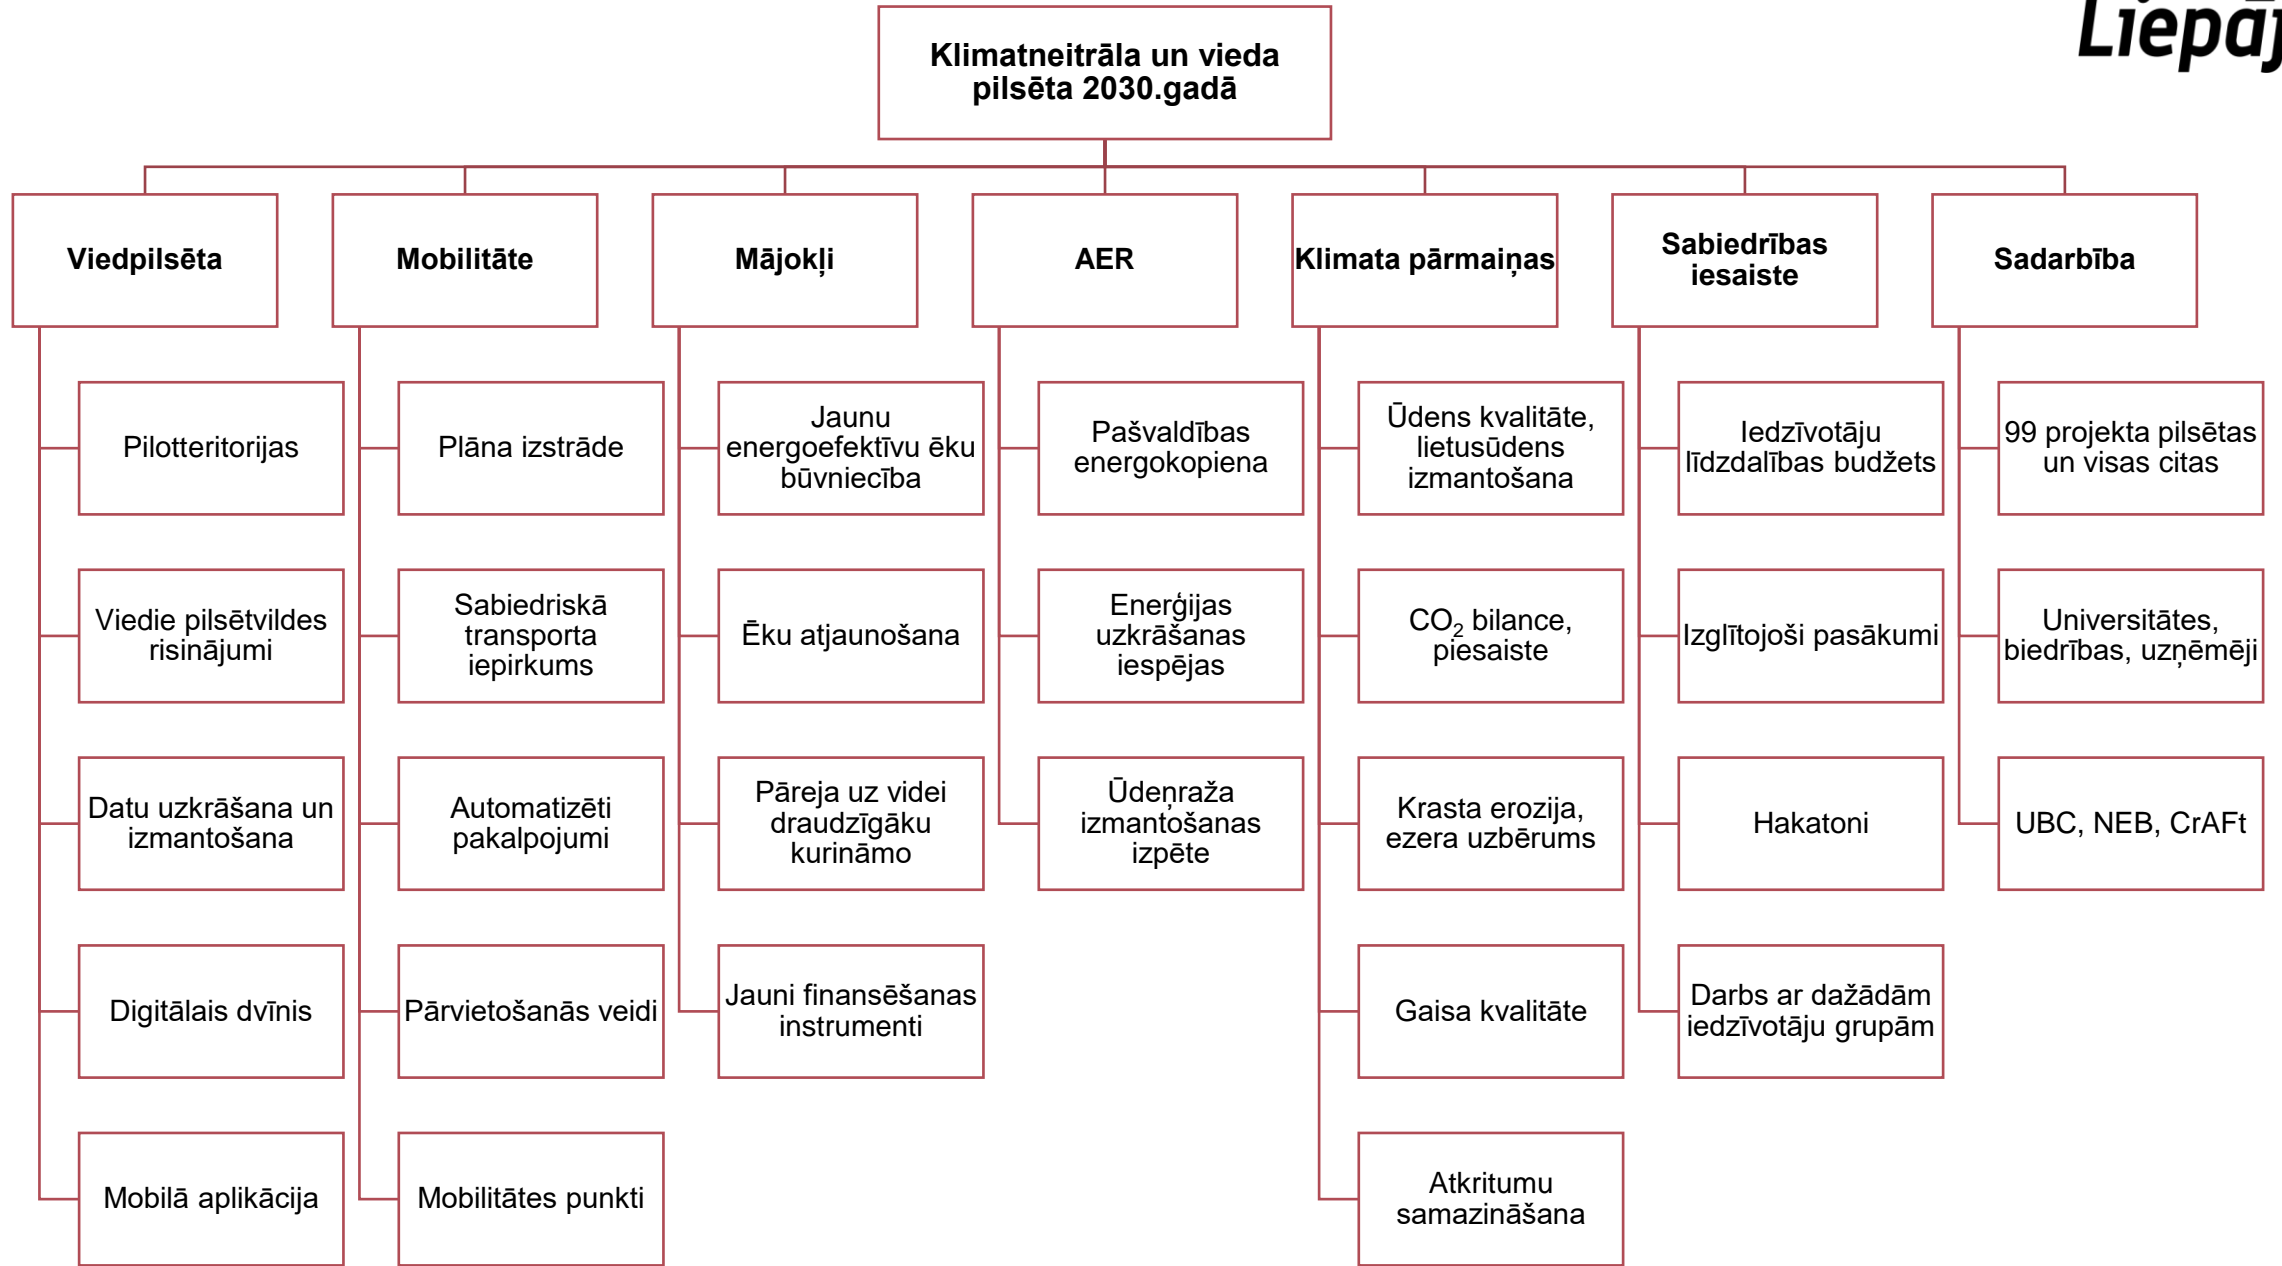 Liepāj
Klimatneitrāla un vieda
pilsēta 2030.gadā
Viedpilsēta
Mobilitāte
Mājokļi
AER
Klimata pārmaiņas
Sabiedrības
iesaiste
Sadarbība
Pilotteritorijas
Plāna izstrāde
Jaunu
energoefektīvu ēku
būvniecība
Pašvaldības
energokopiena
Ūdens kvalitāte,
lietusūdens
izmantošana
Iedzīvotāju
līdzdalības budžets
99 projekta pilsētas
un visas citas
Viedie pilsētvildes
risinājumi
Sabiedriskā
transporta
iepirkums
Ēku atjaunošana
Enerģijas
uzkrāšanas
iespējas
CO₂ bilance,
piesaiste
Izglītojoši pasākumi
Universitātes,
biedrības, uzņēmēji
Datu uzkrāšana un
izmantošana
Automatizēti
pakalpojumi
Pāreja uz videi
draudzīgāku
kurināmo
Ūdeņraža
izmantošanas
izpēte
Krasta erozija,
ezera uzbērums
Hakatoni
UBC, NEB, CrAFt
Digitālais dvīnis
Pārvietošanās veidi
Jauni finansēšanas
instrumenti
Gaisa kvalitāte
Darbs ar dažādām
iedzīvotāju grupām
Mobilā aplikācija
Mobilitātes punkti
Atkritumu
samazināšana